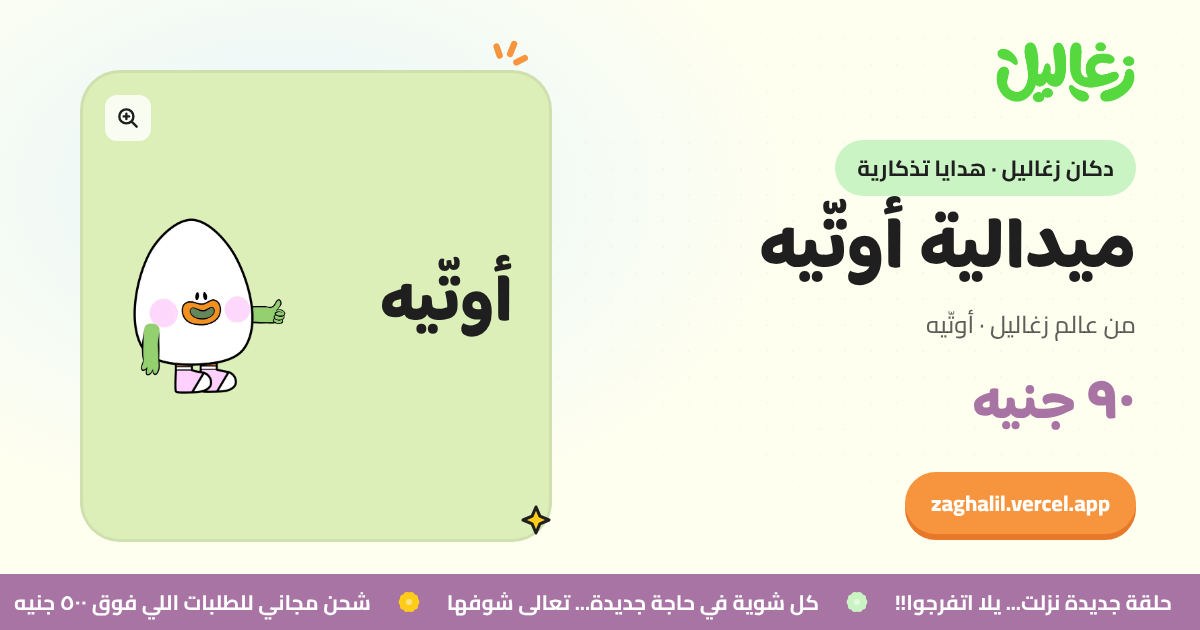 زغاليل
دكان زغاليل · هدايا تذكارية
ميدالية أوتّيه
من عالم زغاليل · أوتّيه
٩٠ جنيه
zaghalil.vercel.app
أوتّيه
حلقة جديدة نزلت... يلا اتفرجوا!! كل شوية في حاجة جديدة... تعالى شوفها شحن مجاني للطلبات اللي فوق ٥٠٠ جنيه